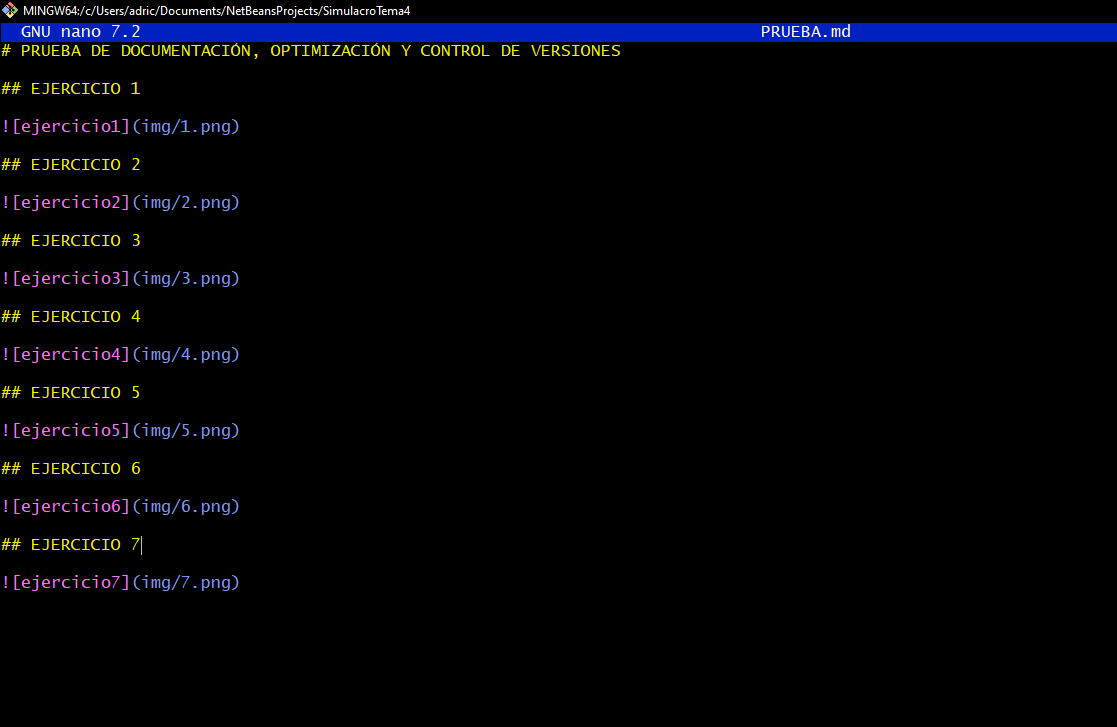 MINGW64:/c/Users/adric/Documents/NetBeansProjects/SimulacroTema4
GNU nano 7.2 PRUEBA.md
# PRUEBA DE DOCUMENTACIÓN, OPTIMIZACIÓN Y CONTROL DE VERSIONES
## EJERCICIO 1
![ejercicio1](img/1.png)
## EJERCICIO 2
![ejercicio2](img/2.png)
## EJERCICIO 3
![ejercicio3](img/3.png)
## EJERCICIO 4
![ejercicio4](img/4.png)
## EJERCICIO 5
![ejercicio5](img/5.png)
## EJERCICIO 6
![ejercicio6](img/6.png)
## EJERCICIO 7
![ejercicio7](img/7.png)